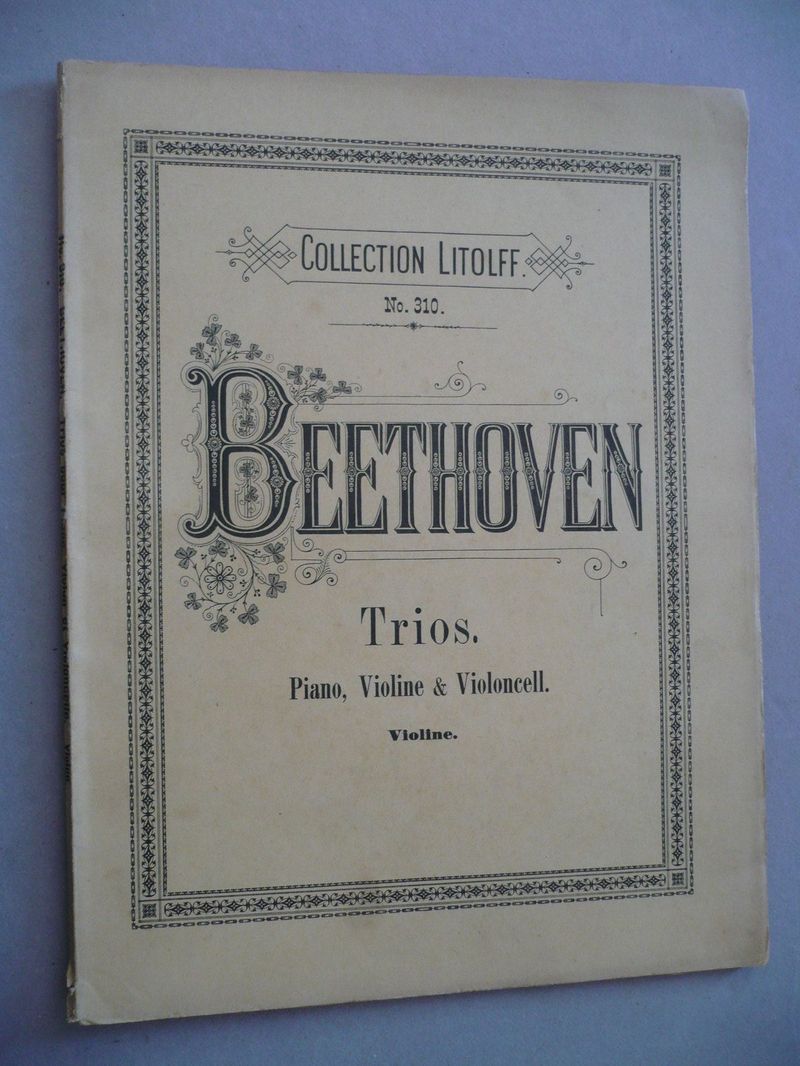 COLLECTION LITOLFF.
No. 310.
BEETHOVEN
Trios.
Piano, Violine & Violoncell.
Violine.